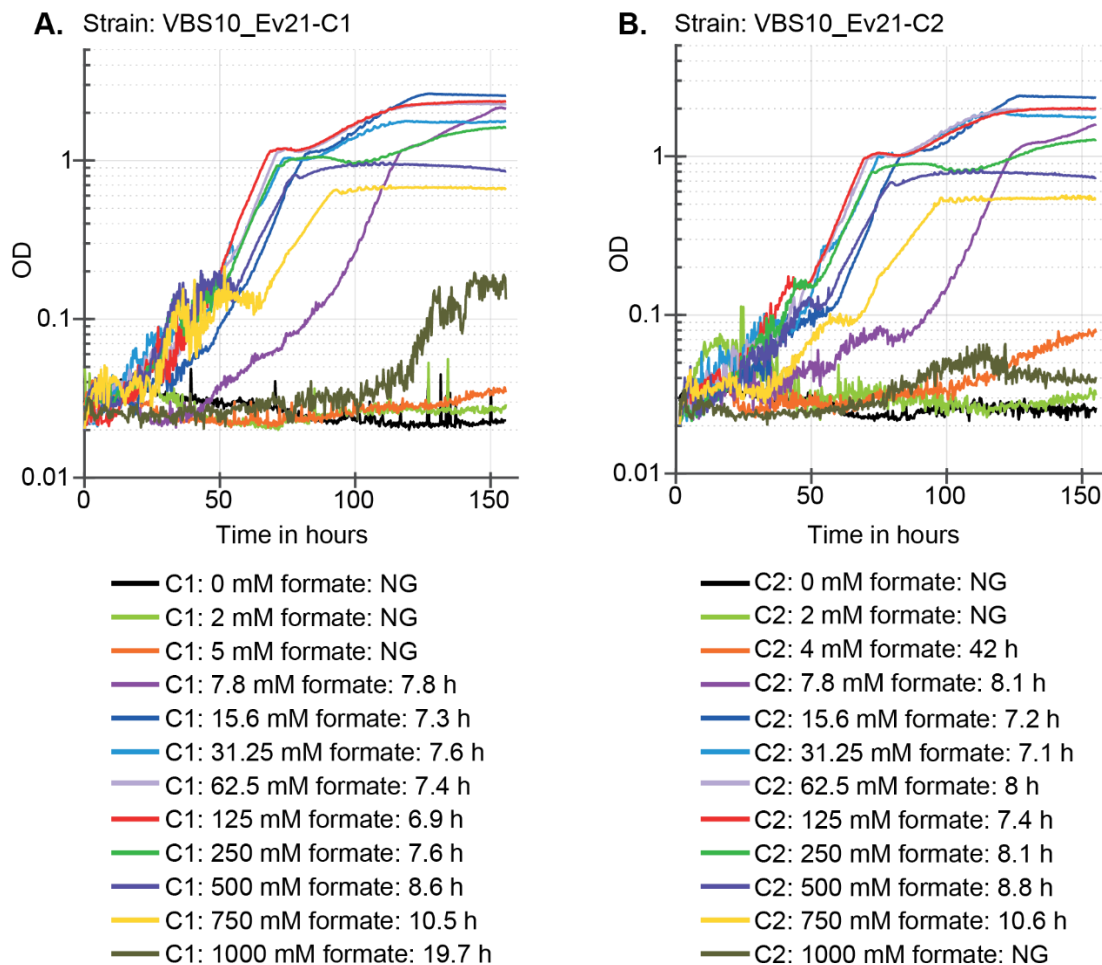 A. Strain: VBS10_Ev21-C1
OD
1
0.1
0.01
0 50 100 150
Time in hours
C1: 0 mM formate: NG
C1: 2 mM formate: NG
C1: 5 mM formate: NG
C1: 7.8 mM formate: 7.8 h
C1: 15.6 mM formate: 7.3 h
C1: 31.25 mM formate: 7.6 h
C1: 62.5 mM formate: 7.4 h
C1: 125 mM formate: 6.9 h
C1: 250 mM formate: 7.6 h
C1: 500 mM formate: 8.6 h
C1: 750 mM formate: 10.5 h
C1: 1000 mM formate: 19.7 h
B. Strain: VBS10_Ev21-C2
OD
1
0.1
0.01
0 50 100 150
Time in hours
C2: 0 mM formate: NG
C2: 2 mM formate: NG
C2: 4 mM formate: 42 h
C2: 7.8 mM formate: 8.1 h
C2: 15.6 mM formate: 7.2 h
C2: 31.25 mM formate: 7.1 h
C2: 62.5 mM formate: 8 h
C2: 125 mM formate: 7.4 h
C2: 250 mM formate: 8.1 h
C2: 500 mM formate: 8.8 h
C2: 750 mM formate: 10.6 h
C2: 1000 mM formate: NG